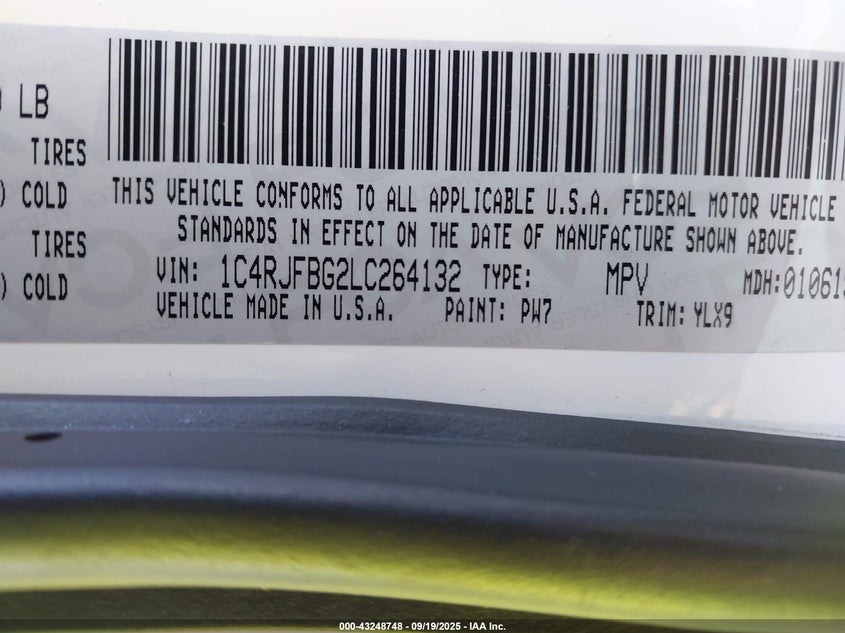 LB
TIRES
) COLD
TIRES
) COLD
THIS VEHICLE CONFORMS TO ALL APPLICABLE U.S.A. FEDERAL MOTOR VEHICLE
STANDARDS IN EFFECT ON THE DATE OF MANUFACTURE SHOWN ABOVE.
VIN: 1C4RJFBG2LC264132 TYPE: MPV MDH:01061
VEHICLE MADE IN U.S.A. PAINT: PW7 TRIM: YLX9
000-43248748 - 09/19/2025 - IAA Inc.